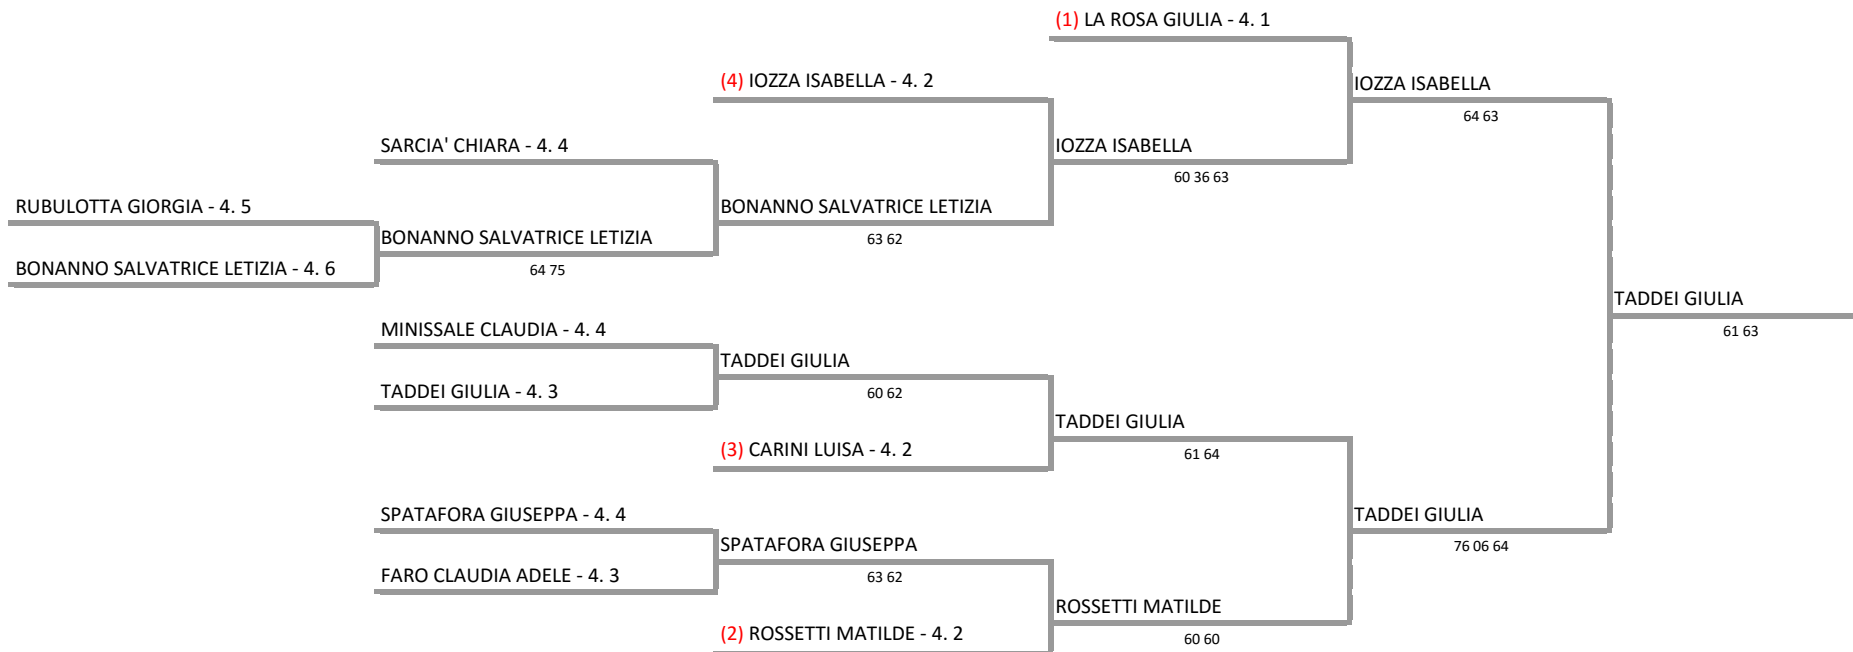 (1) LA ROSA GIULIA - 4. 1
(4) IOZZA ISABELLA - 4. 2
IOZZA ISABELLA
64 63
SARCIA' CHIARA - 4. 4
IOZZA ISABELLA
60 36 63
RUBULOTTA GIORGIA - 4. 5
BONANNO SALVATRICE LETIZIA
63 62
BONANNO SALVATRICE LETIZIA
64 75
BONANNO SALVATRICE LETIZIA - 4. 6
TADDEI GIULIA
61 63
MINISSALE CLAUDIA - 4. 4
TADDEI GIULIA
60 62
TADDEI GIULIA - 4. 3
TADDEI GIULIA
61 64
(3) CARINI LUISA - 4. 2
SPATAFORA GIUSEPPA - 4. 4
TADDEI GIULIA
76 06 64
SPATAFORA GIUSEPPA
63 62
FARO CLAUDIA ADELE - 4. 3
ROSSETTI MATILDE
60 60
(2) ROSSETTI MATILDE - 4. 2